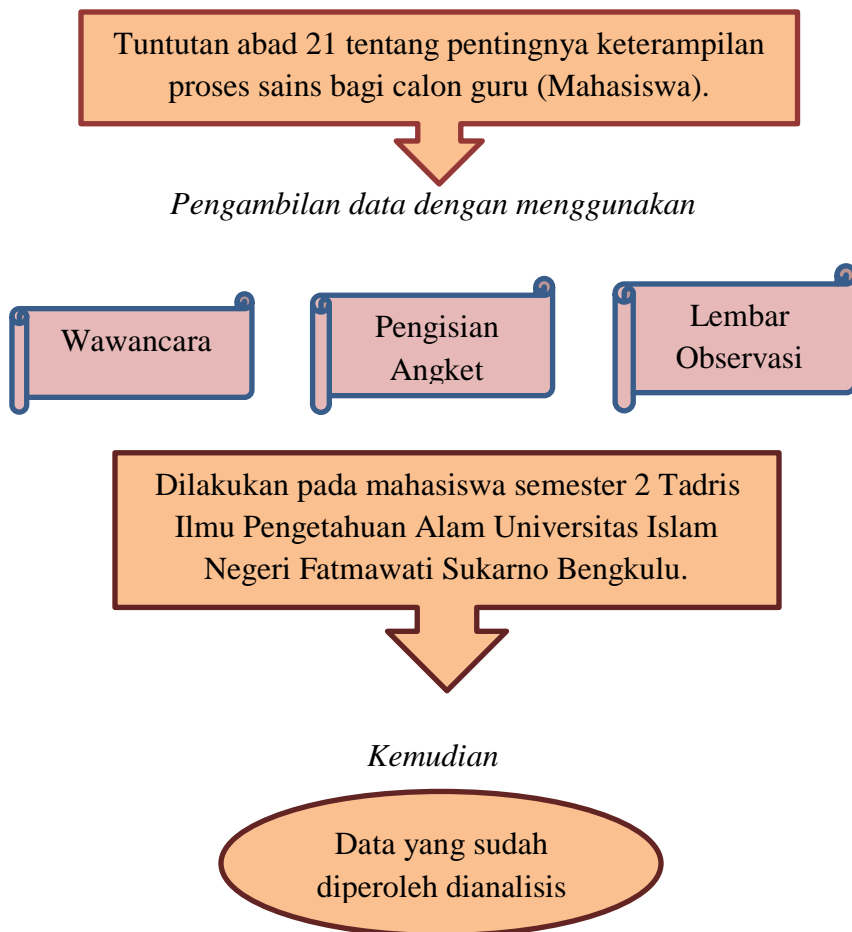 Tuntutan abad 21 tentang pentingnya keterampilan
proses sains bagi calon guru (Mahasiswa).
Pengambilan data dengan menggunakan
Wawancara
Pengisian
Angket
Lembar
Observasi
Dilakukan pada mahasiswa semester 2 Tadris
Ilmu Pengetahuan Alam Universitas Islam
Negeri Fatmawati Sukarno Bengkulu.
Kemudian
Data yang sudah
diperoleh dianalisis